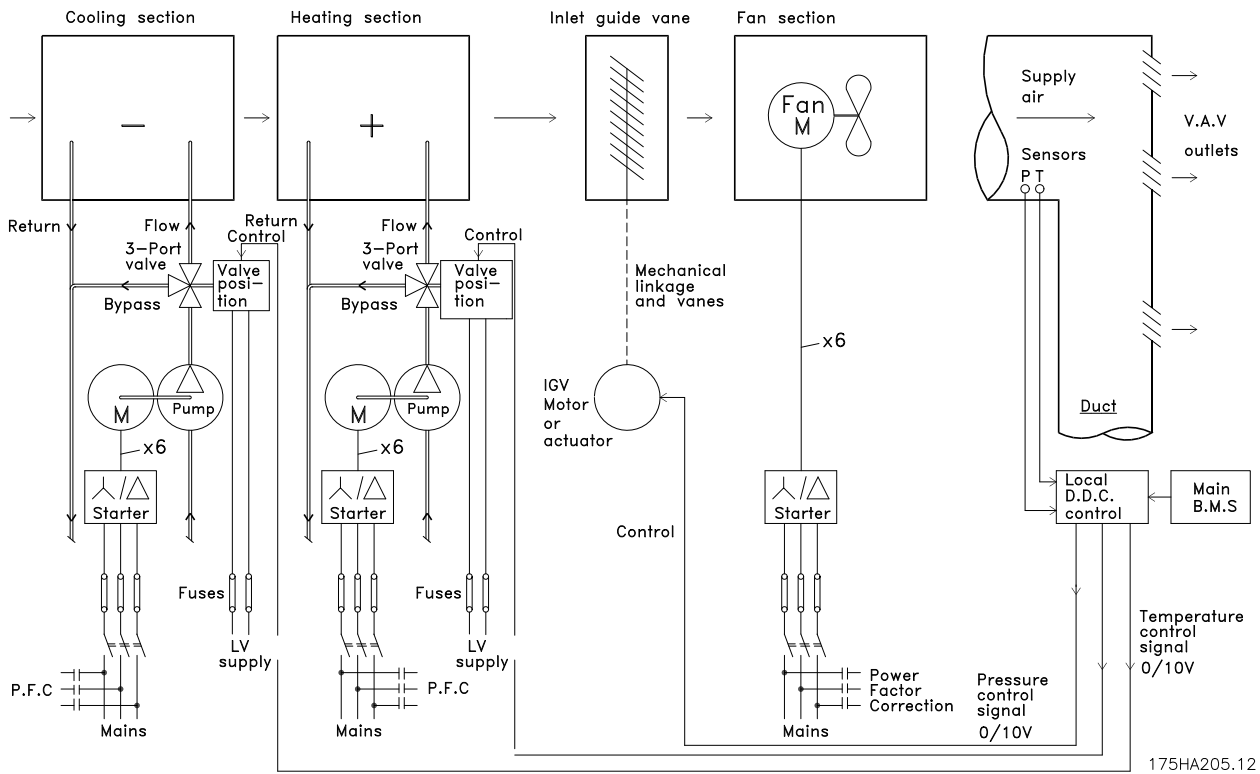 Cooling section
Heating section
Inlet guide vane
Fan section
Fan
M
Supply
air
V.A.V
outlets
Sensors
P T
Return
Flow
Return
Control
3-Port
valve
Valve
posi-
tion
Bypass
Flow
Control
3-Port
valve
Valve
posi-
tion
Bypass
Mechanical
linkage
and vanes
x6
M
Pump
M
Pump
IGV
Motor
or
actuator
Duct
x6
x6
Starter
Starter
Starter
Local
D.D.C.
control
Main
B.M.S
Control
Fuses
Fuses
LV
supply
LV
supply
Temperature
control
signal
0/10V
P.F.C
P.F.C
Power
Factor
Correction
Pressure
control
signal
0/10V
Mains
Mains
Mains
175HA205.12